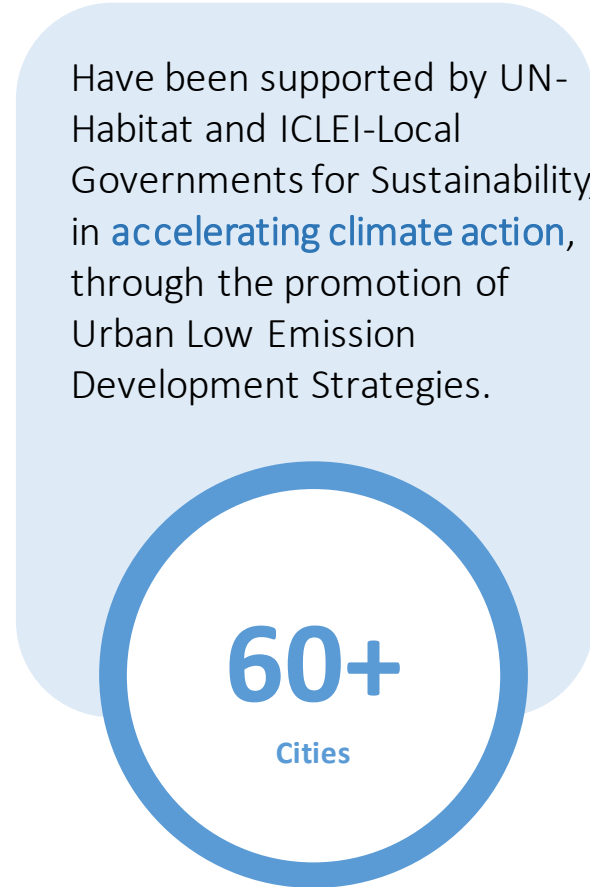 Have been supported by UN-
Habitat and ICLEI-Local
Governments for Sustainability,
in accelerating climate action,
through the promotion of
Urban Low Emission
Development Strategies.
60+
Cities